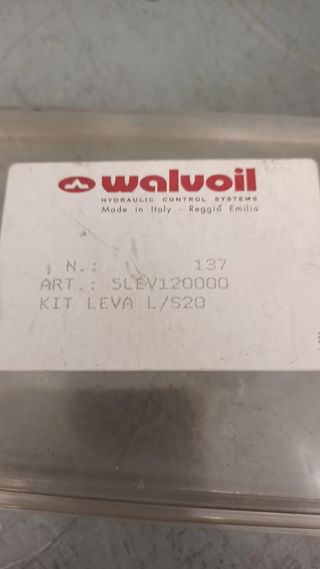 walvoil
HYDRAULIC CONTROL SYSTEMS
Made in Italy - Reggio Emilia
N.: 137
ART.: 5LEV120000
KIT LEVA L/S20